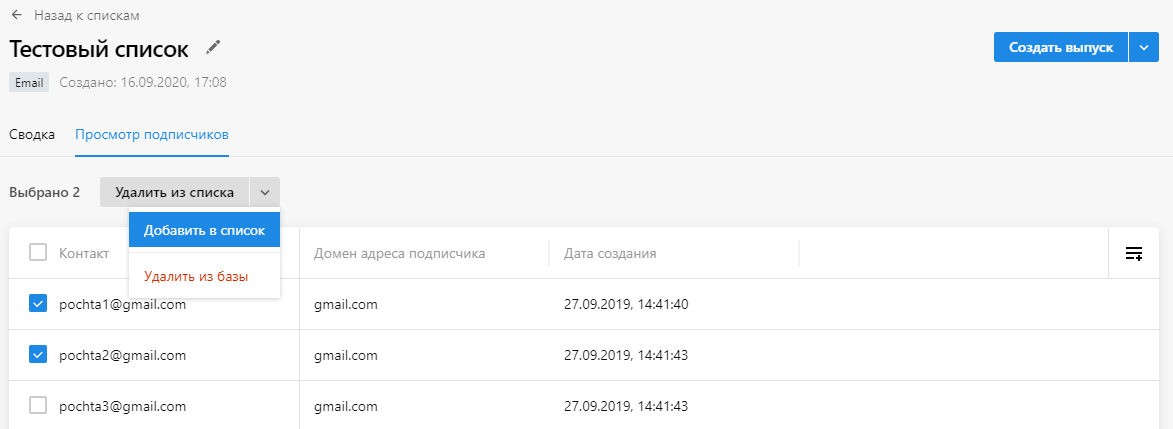 Назад к спискам
Тестовый список
Создать выпуск
Email Создано: 16.09.2020, 17:08
Сводка Просмотр подписчиков
Выбрано 2 Удалить из списка
Добавить в список
Контакт Домен адреса подписчика Дата создания
Удалить из базы
pochta1@gmail.com gmail.com 27.09.2019, 14:41:40
pochta2@gmail.com gmail.com 27.09.2019, 14:41:43
pochta3@gmail.com gmail.com 27.09.2019, 14:41:43